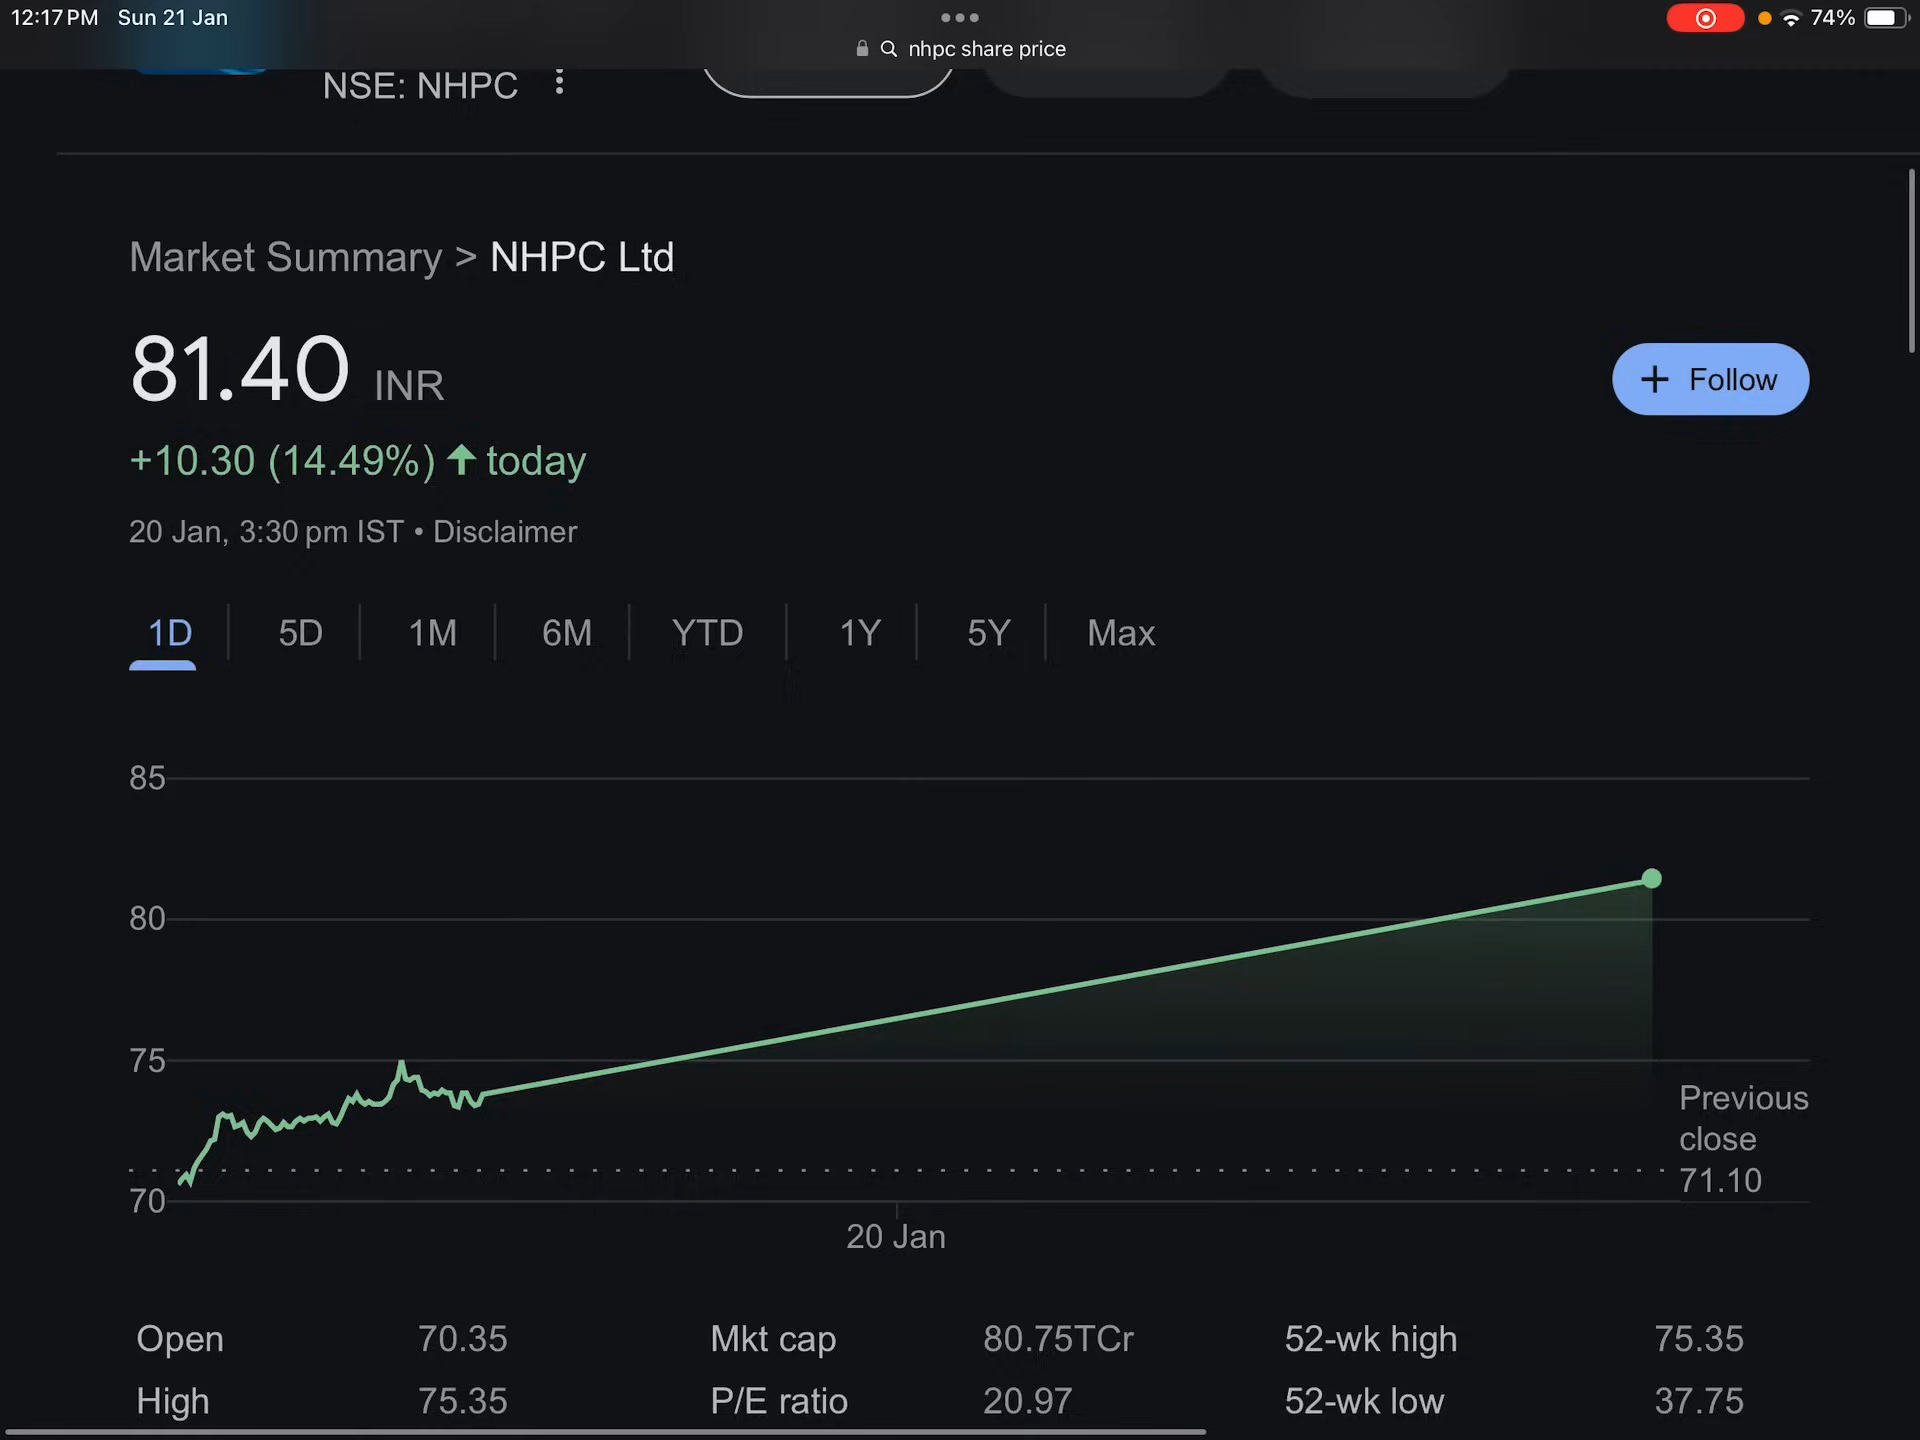 12:17 PM Sun 21 Jan
74%
nhpc share price
NSE: NHPC
Market Summary > NHPC Ltd
81.40 INR
+ Follow
+10.30 (14.49%) ↑ today
20 Jan, 3:30 pm IST • Disclaimer
1D 5D 1M 6M YTD 1Y 5Y Max
85
80
75
Previous
close
71.10
70
20 Jan
Open 70.35 Mkt cap 80.75TCr 52-wk high 75.35
High 75.35 P/E ratio 20.97 52-wk low 37.75